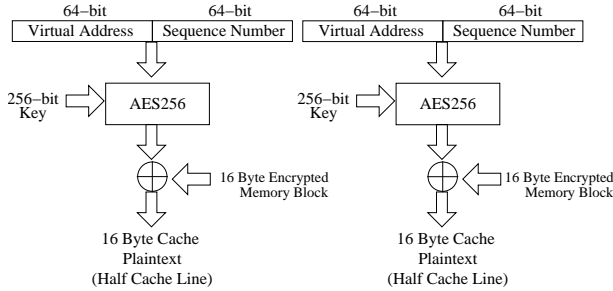 64-bit 64-bit
Virtual Address Sequence Number
256-bit
Key
AES256
16 Byte Encrypted
Memory Block
16 Byte Cache
Plaintext
(Half Cache Line)
64-bit 64-bit
Virtual Address Sequence Number
256-bit
Key
AES256
16 Byte Encrypted
Memory Block
16 Byte Cache
Plaintext
(Half Cache Line)